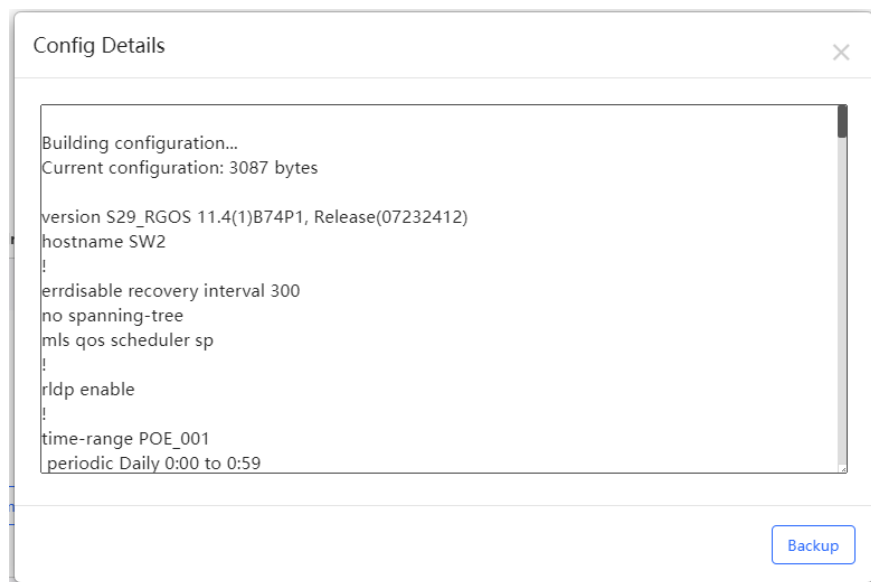 Config Details
Building configuration...
Current configuration: 3087 bytes
version S29_RGOS 11.4(1)B74P1, Release(07232412)
hostname SW2
!
errdisable recovery interval 300
no spanning-tree
mls qos scheduler sp
!
rldp enable
!
time-range POE_001
periodic Daily 0:00 to 0:59
Backup